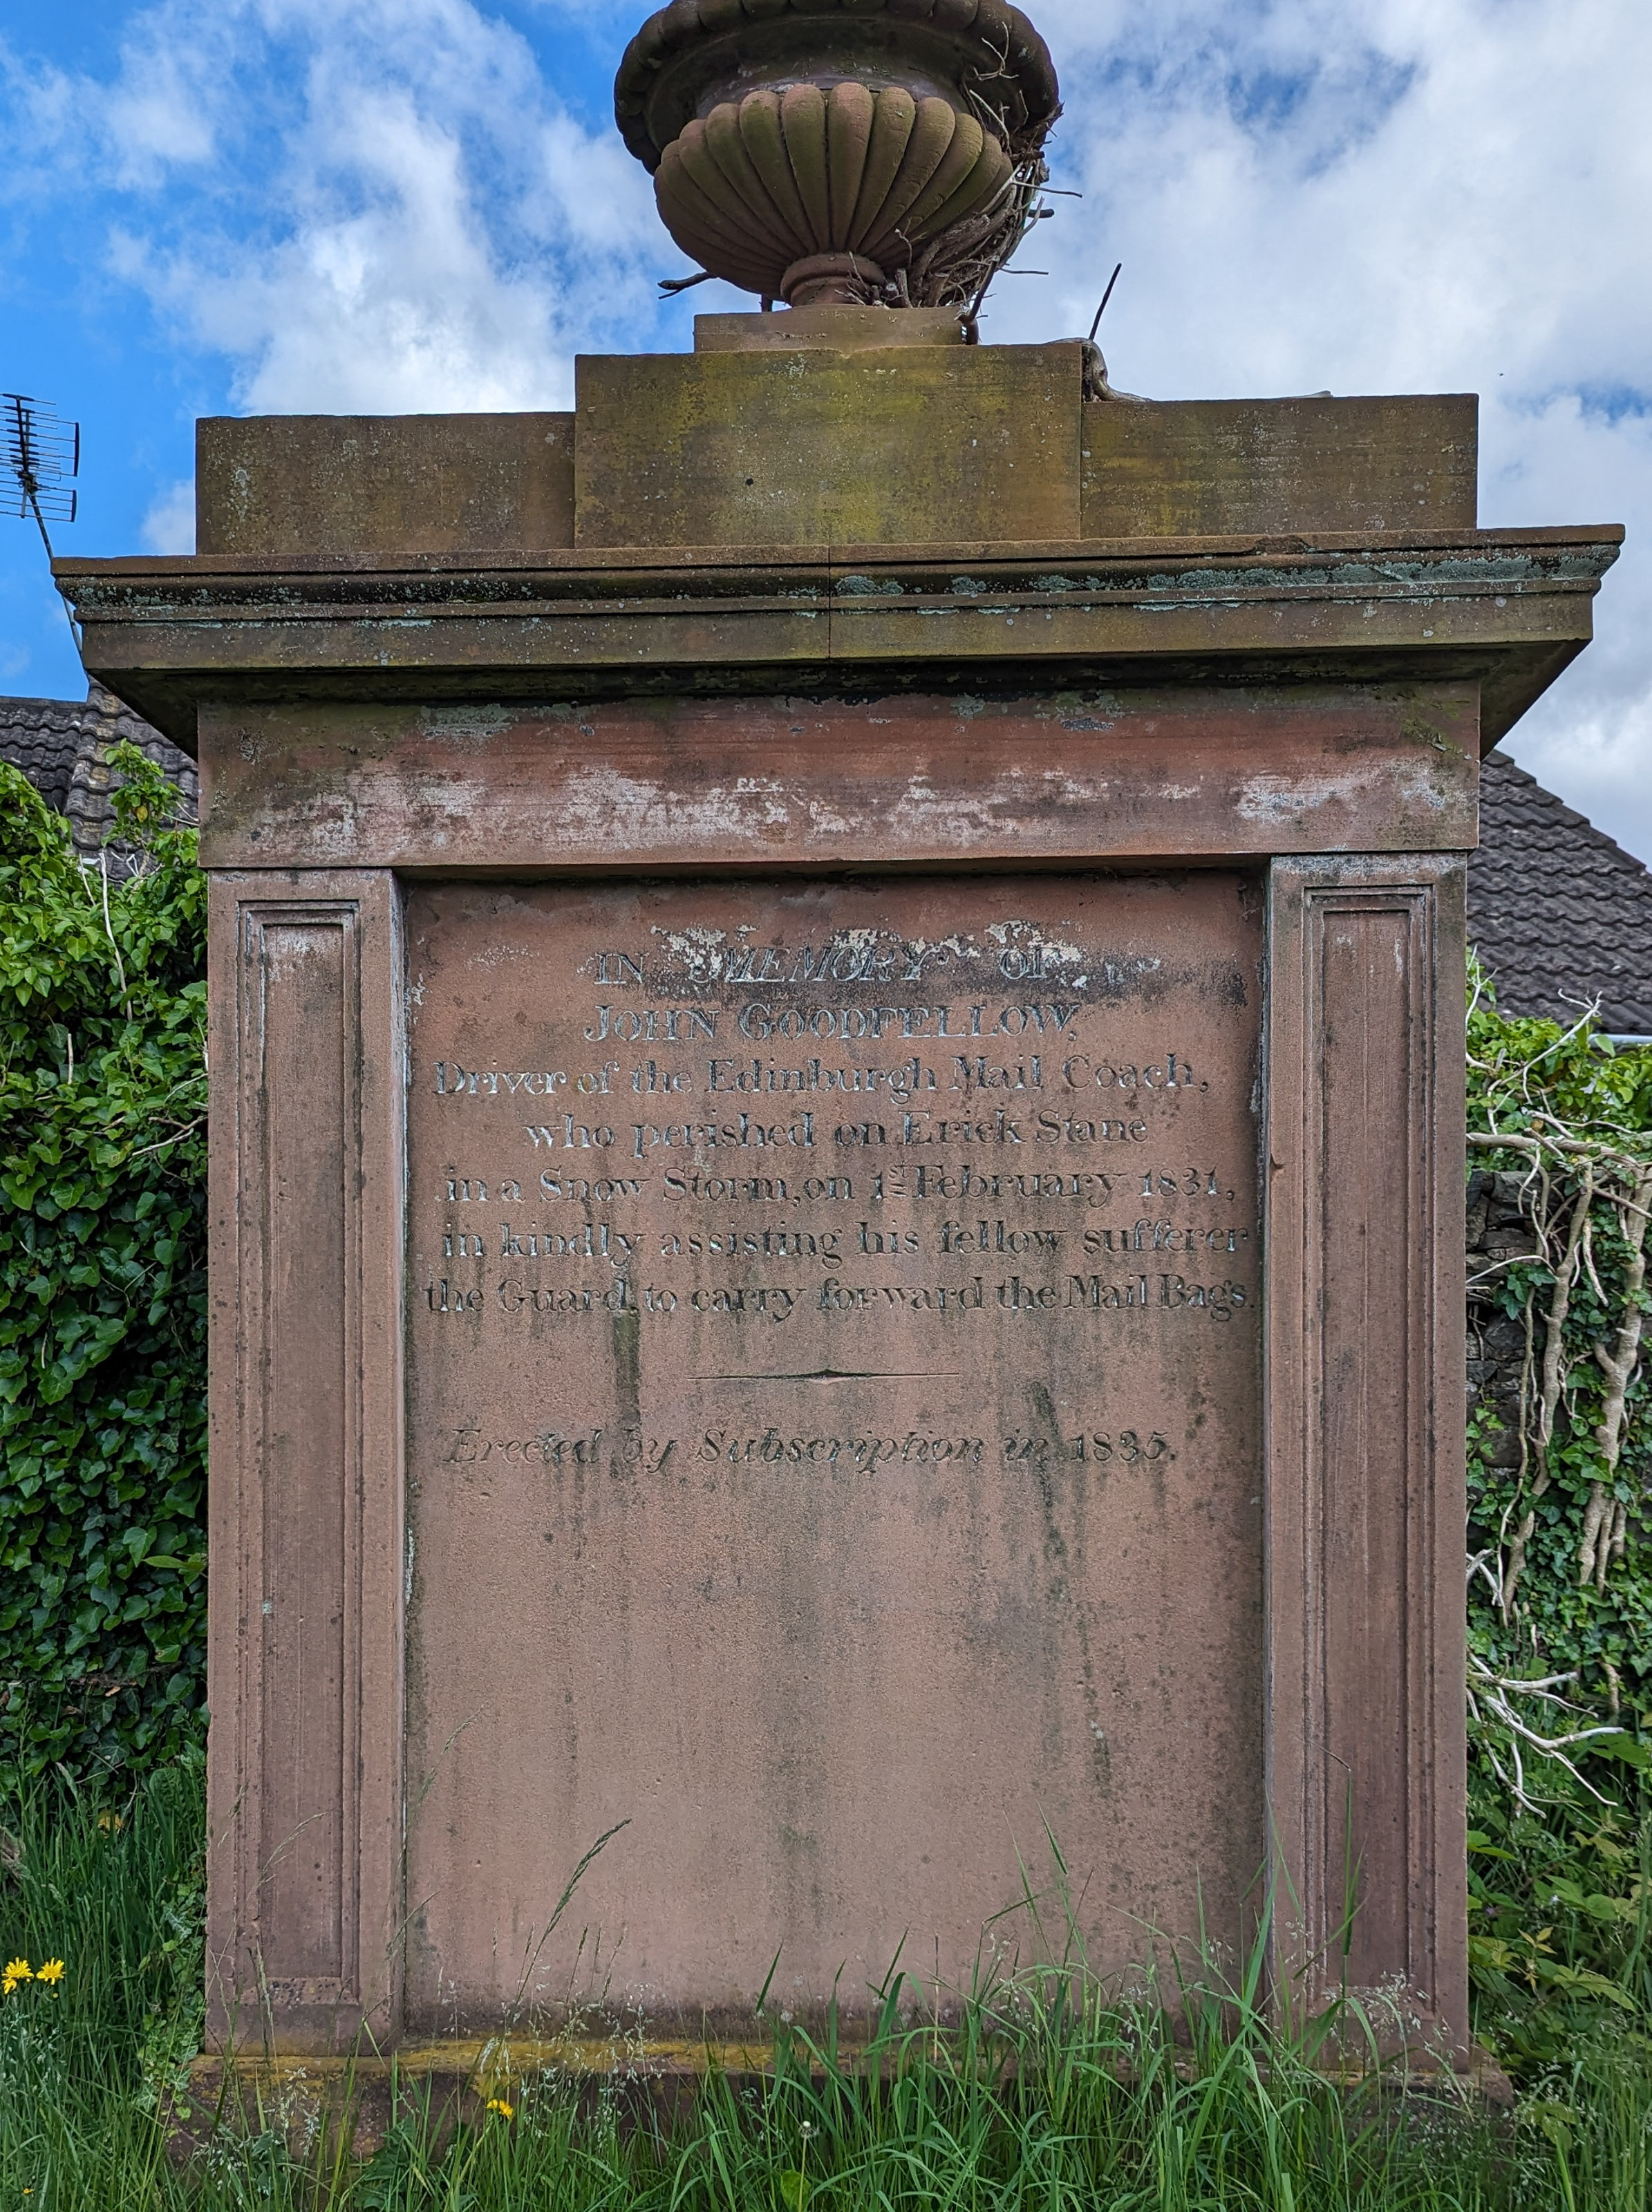 IN MEMORY OF
JOHN GOODFELLOW,
Driver of the Edinburgh Mail Coach,
who perished on Erick Stane
in a Snow Storm, on 1st February 1831,
in kindly assisting his fellow sufferer
the Guard, to carry forward the Mail Bags.
Erected by Subscription in 1835.